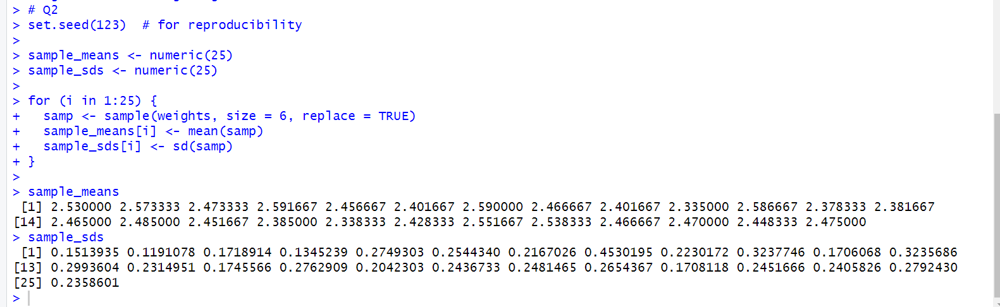 > # Q2
> set.seed(123)  # for reproducibility
>
> sample_means <- numeric(25)
> sample_sds <- numeric(25)
>
> for (i in 1:25) {
+   samp <- sample(weights, size = 6, replace = TRUE)
+   sample_means[i] <- mean(samp)
+   sample_sds[i] <- sd(samp)
+ }
>
> sample_means
 [1] 2.530000 2.573333 2.473333 2.591667 2.456667 2.401667 2.590000 2.466667 2.401667 2.335000 2.586667 2.378333 2.381667
[14] 2.465000 2.485000 2.451667 2.385000 2.338333 2.428333 2.551667 2.538333 2.466667 2.470000 2.448333 2.475000
> sample_sds
 [1] 0.1513935 0.1191078 0.1718914 0.1345239 0.2749303 0.2544340 0.2167026 0.4530195 0.2230172 0.3237746 0.1706068 0.3235686
[13] 0.2993604 0.2314951 0.1745566 0.2762909 0.2042303 0.2436733 0.2481465 0.2654367 0.1708118 0.2451666 0.2405826 0.2792430
[25] 0.2358601
>